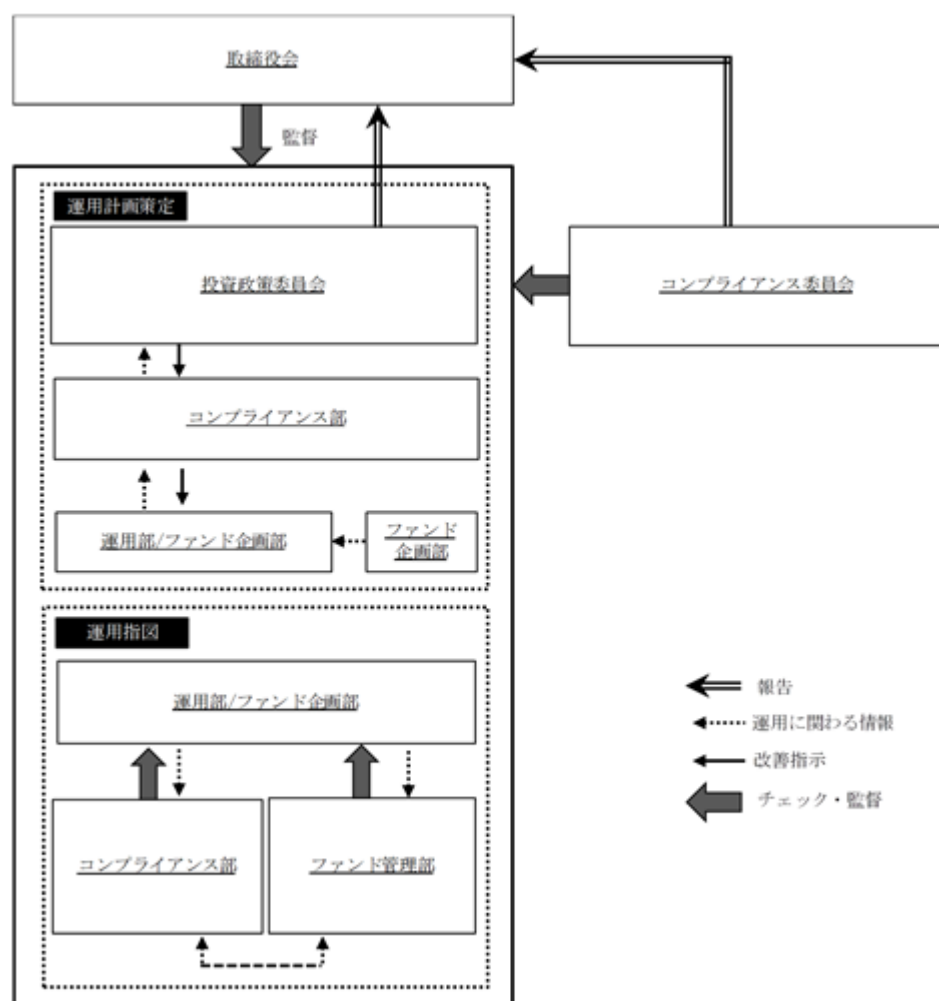 取締役会
監督
運用計画策定
投資政策委員会
コンプライアンス委員会
コンプライアンス部
運用部/ファンド企画部
ファンド
企画部
運用指図
運用部/ファンド企画部
コンプライアンス部
ファンド管理部
報告
運用に関わる情報
改善指示
チェック・監督